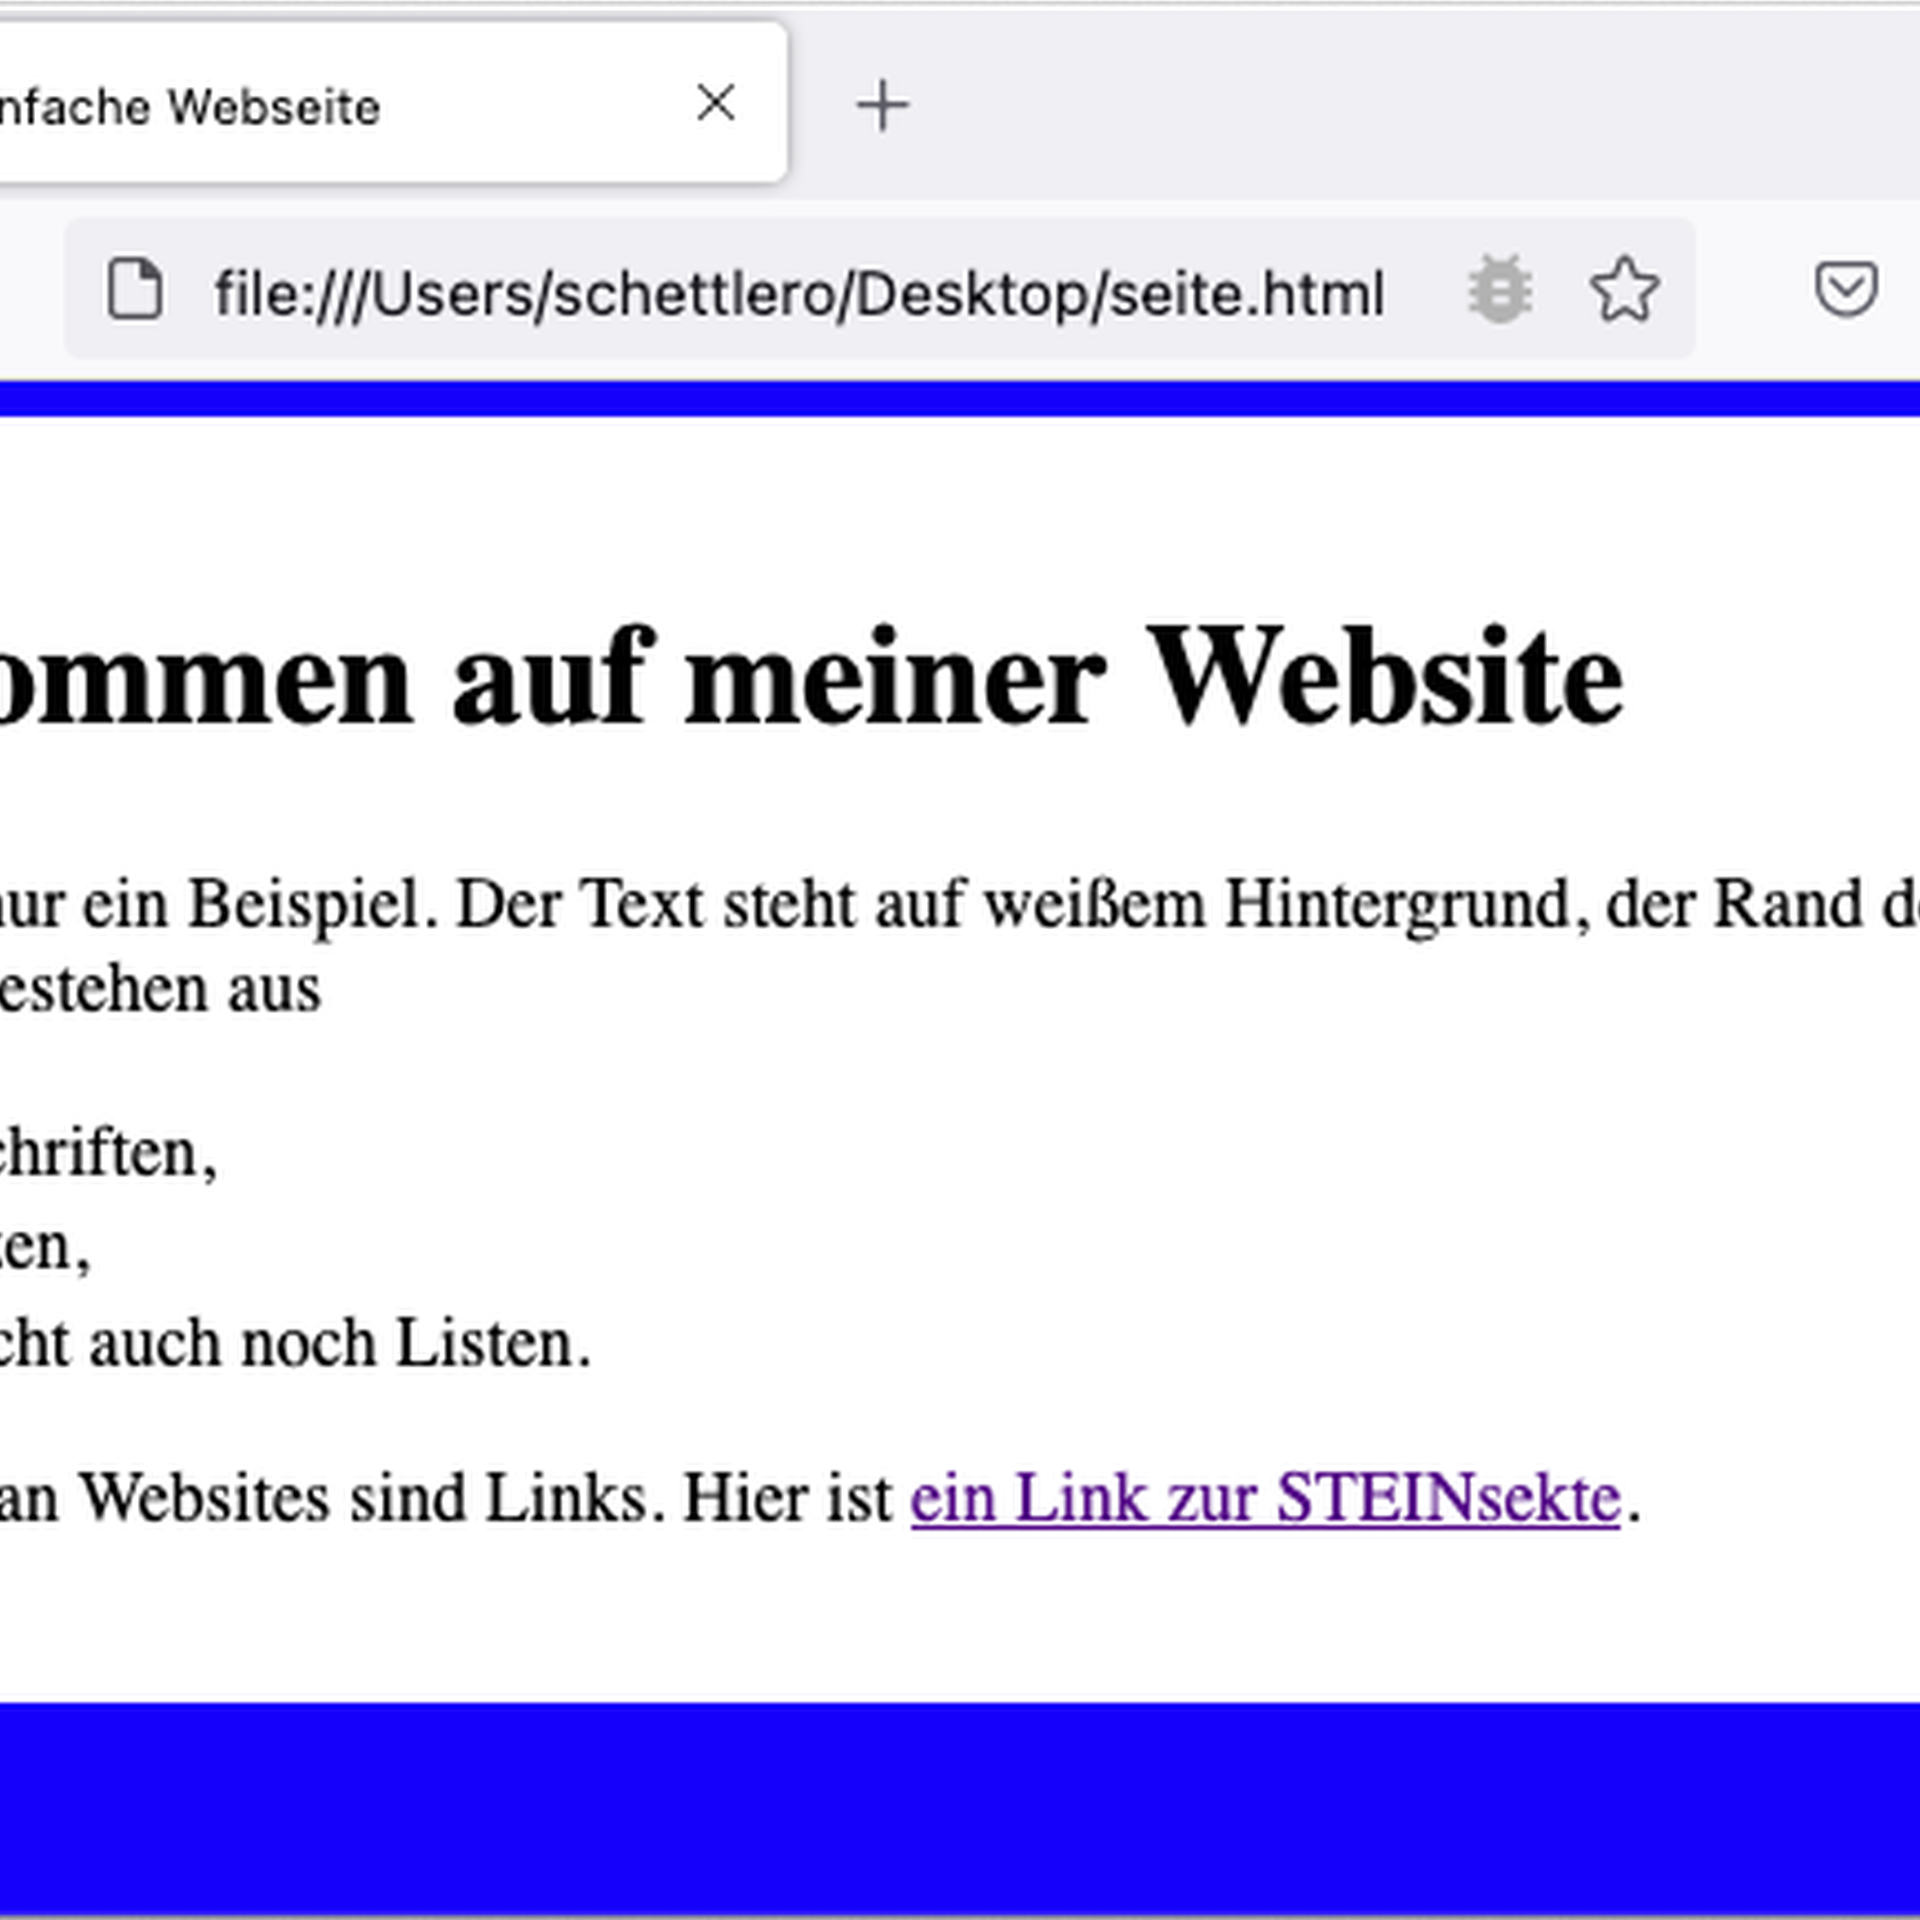 nfache Webseite
file:///Users/schettlero/Desktop/seite.html
ommen auf meiner Website
nur ein Beispiel. Der Text steht auf weißem Hintergrund, der Rand de
estehen aus
chriften,
zen,
cht auch noch Listen.
an Websites sind Links. Hier ist ein Link zur STEINsekte.